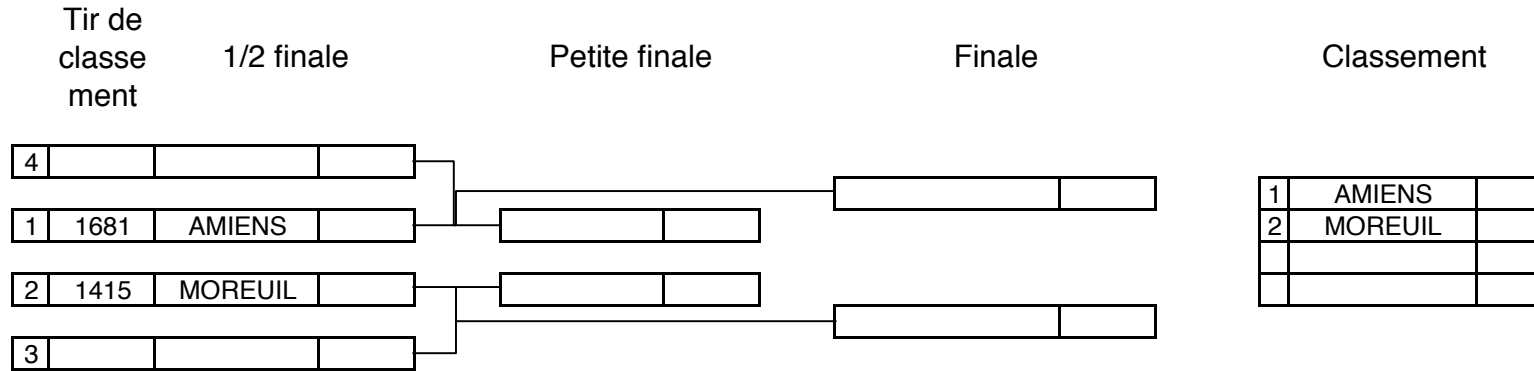 Tir de
classe
ment
1/2 finale
Petite finale
Finale
Classement
4
1 1681 AMIENS
2 1415 MOREUIL
3
1 AMIENS
2 MOREUIL